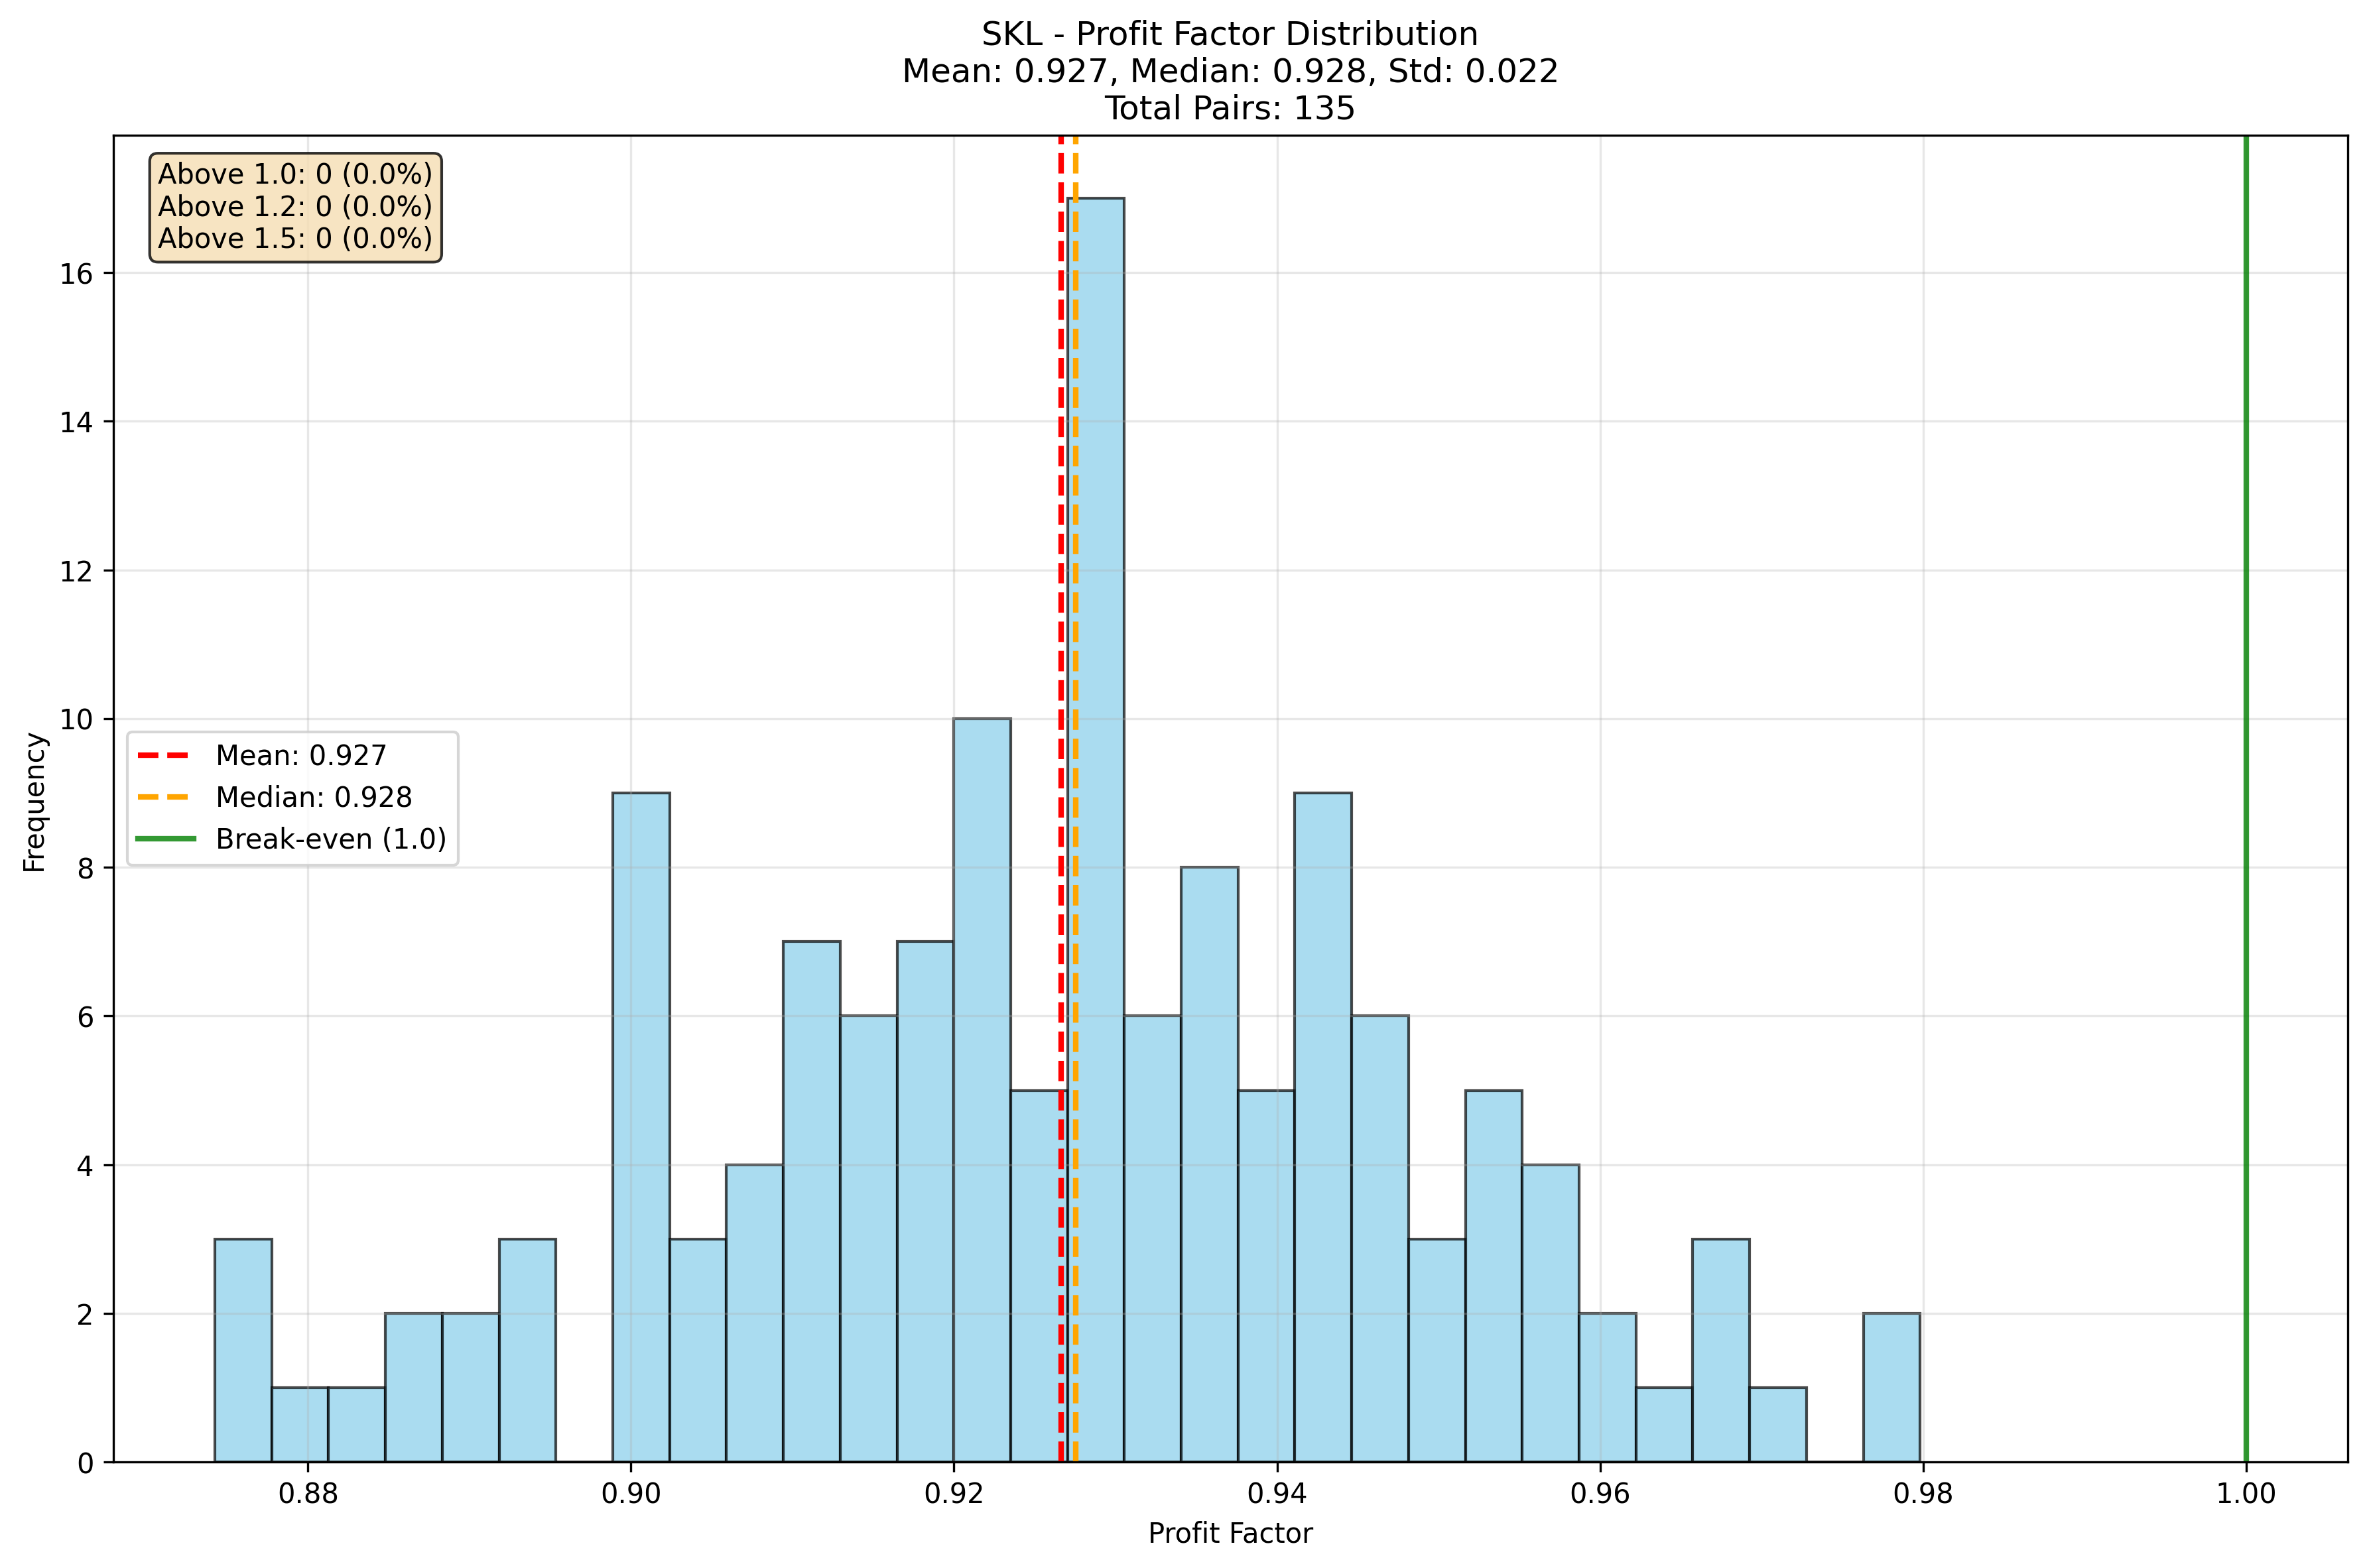 SKL - Profit Factor Distribution
Mean: 0.927, Median: 0.928, Std: 0.022
Total Pairs: 135
Above 1.0: 0 (0.0%)
Above 1.2: 0 (0.0%)
Above 1.5: 0 (0.0%)
16
14
12
10
8
6
4
2
0
Frequency
Mean: 0.927
Median: 0.928
Break-even (1.0)
0.88 0.90 0.92 0.94 0.96 0.98 1.00
Profit Factor